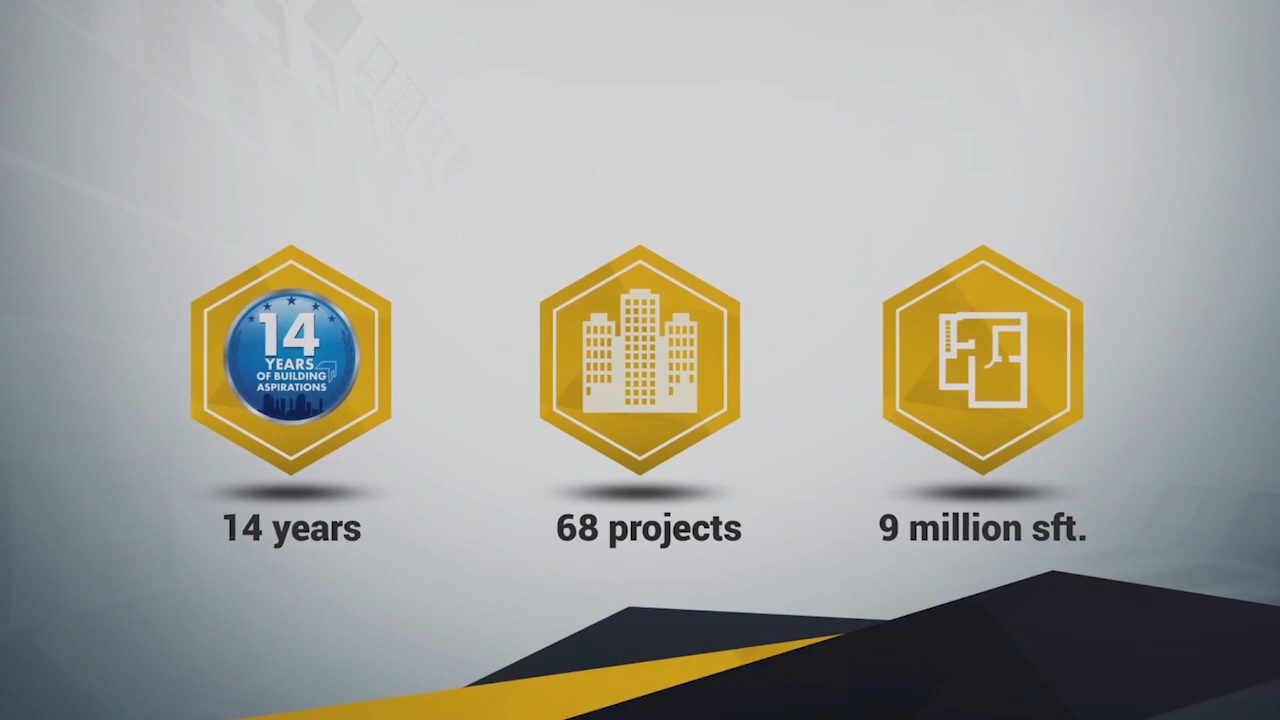 14
YEARS
OF BUILDING
ASPIRATIONS
14 years
68 projects
9 million sft.